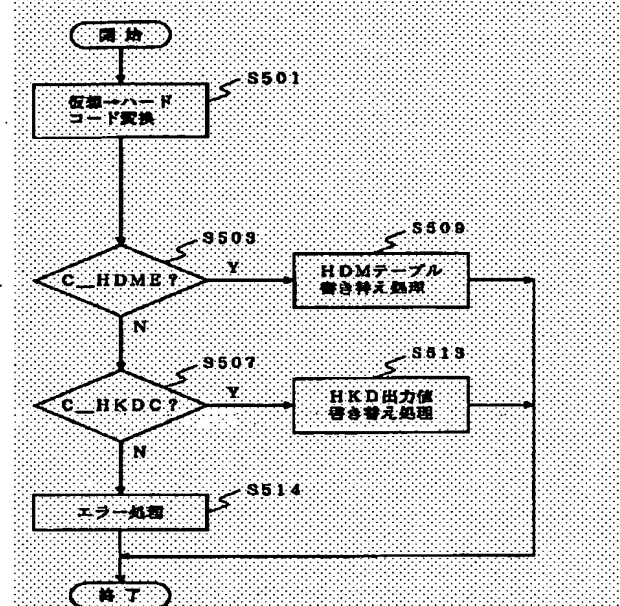 開始
S501
仮想→ハード
コード変換
S503
C__HDME?
Y
N
S509
HDMテーブル
書き替え処理
S507
C__HKDC?
Y
N
S513
HKD出力値
書き替え処理
S514
エラー処理
終了